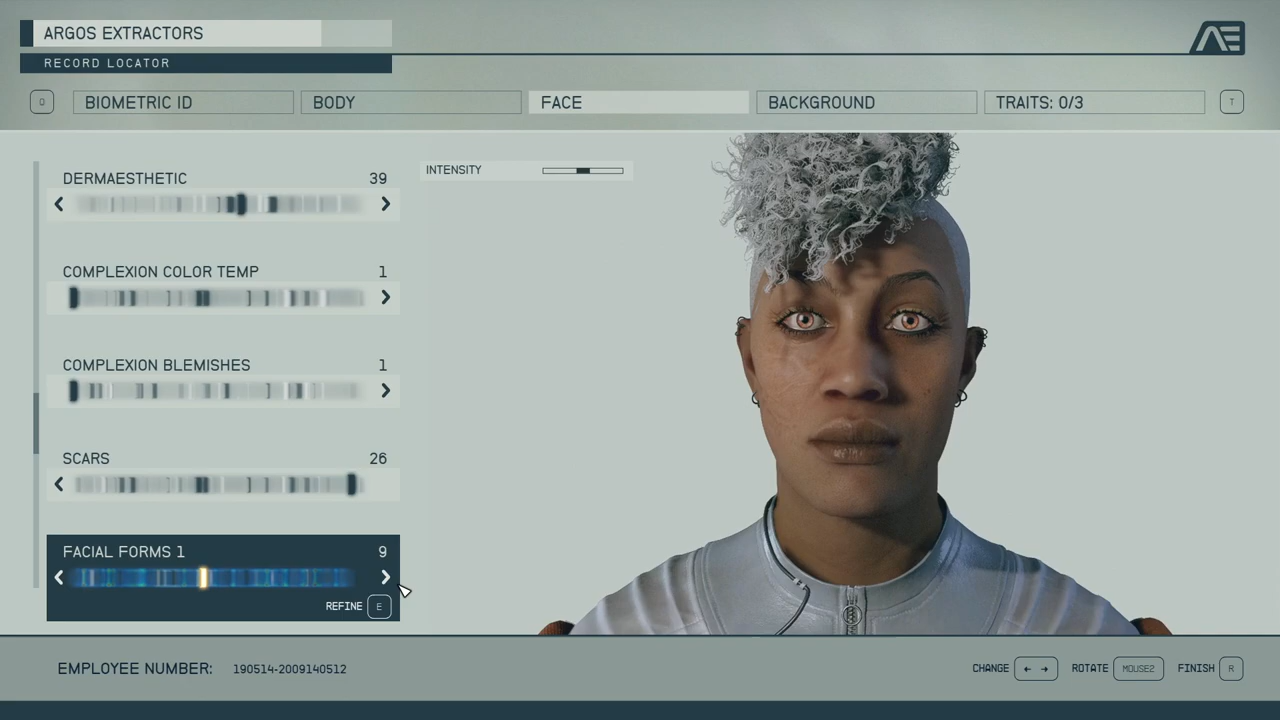 ARGOS EXTRACTORS
RECORD LOCATOR
AE
Q BIOMETRIC ID BODY FACE BACKGROUND TRAITS: 0/3 T
INTENSITY
DERMAESTHETIC 39
COMPLEXION COLOR TEMP 1
COMPLEXION BLEMISHES 1
SCARS 26
FACIAL FORMS 1 9
REFINE E
EMPLOYEE NUMBER: 190514-2009140512
CHANGE ← → ROTATE MOUSE2 FINISH R